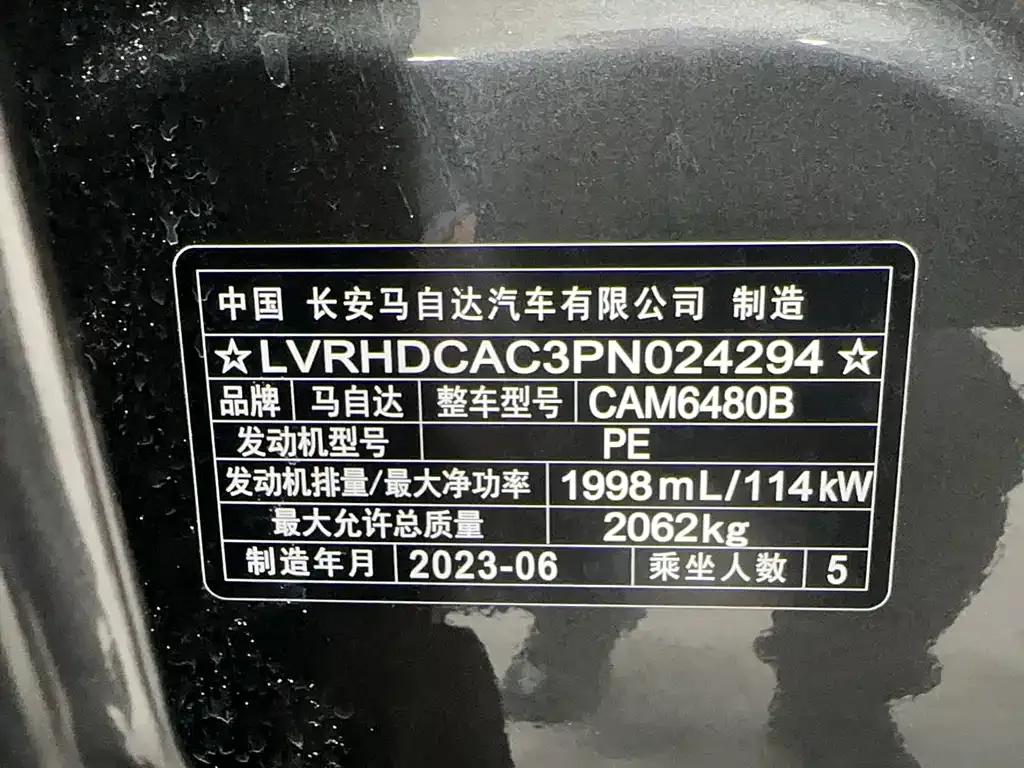 中国 长安马自达汽车有限公司 制造
☆LVRHDCAC3PN024294☆
品牌 马自达 整车型号 CAM6480B
发动机型号 PE
发动机排量/最大净功率 1998mL/114kW
最大允许总质量 2062kg
制造年月 2023-06 乘坐人数 5